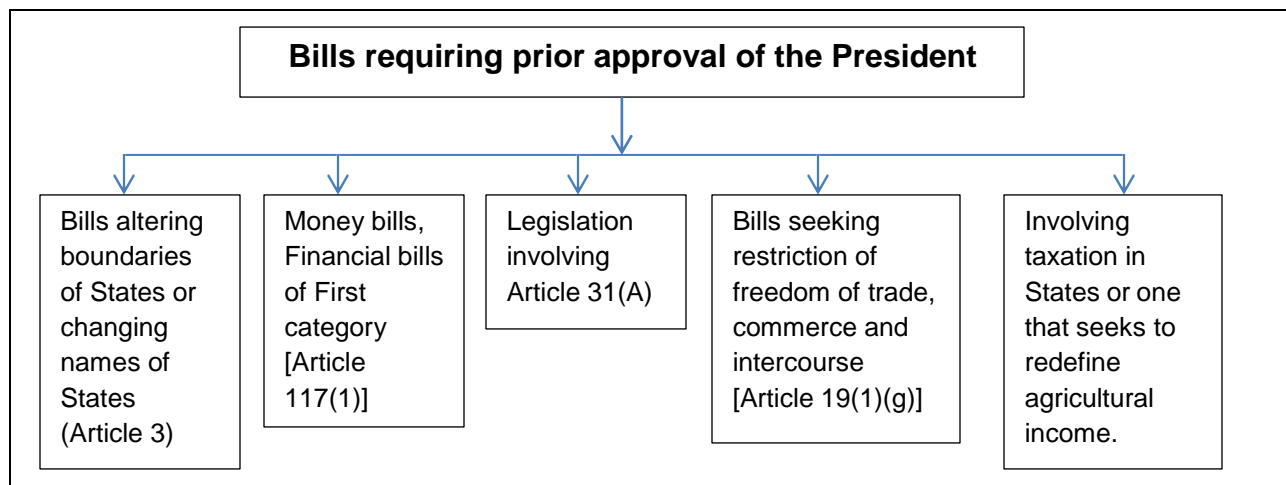 Bills requiring prior approval of the President
Bills altering
boundaries
of States or
changing
names of
States
(Article 3)
Money bills,
Financial bills
of First
category
[Article
117(1)]
Legislation
involving
Article 31(A)
Bills seeking
restriction of
freedom of trade,
commerce and
intercourse
[Article 19(1)(g)]
Involving
taxation in
States or one
that seeks to
redefine
agricultural
income.